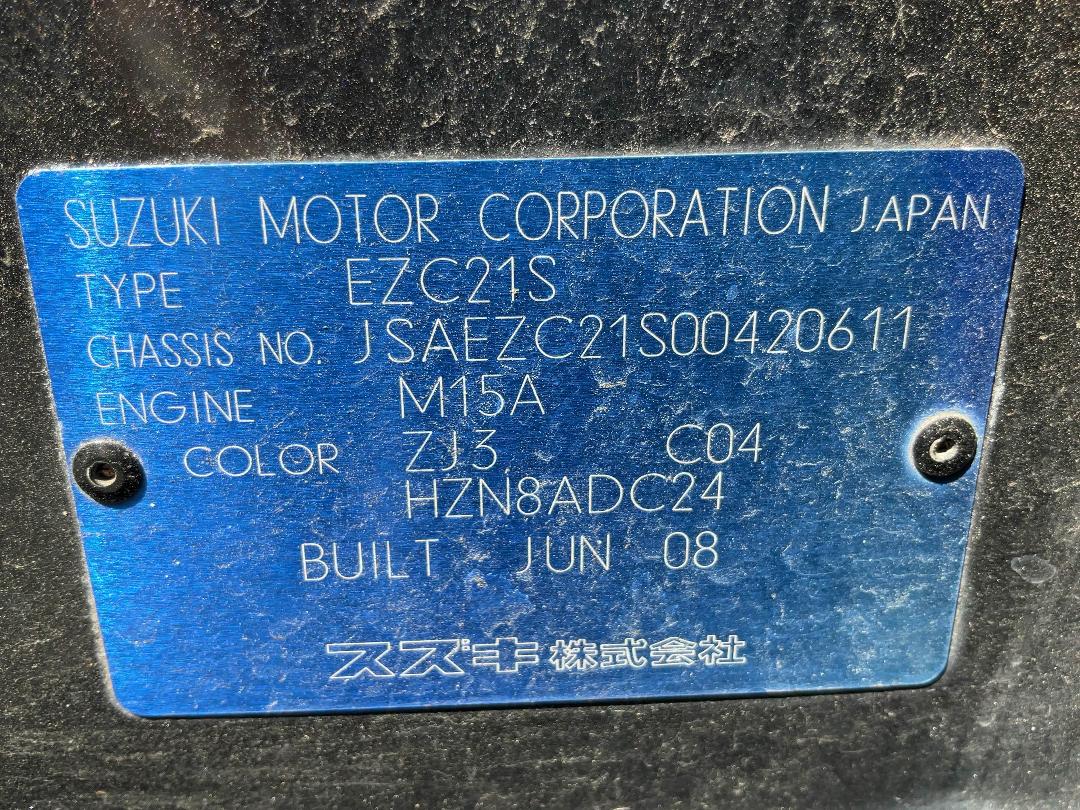 SUZUKI MOTOR CORPORATION JAPAN
TYPE EZC21S
CHASSIS NO. JSAEZC21S00420611
ENGINE M15A
COLOR ZJ3 C04
HZN8ADC24
BUILT JUN 08
スズキ株式会社